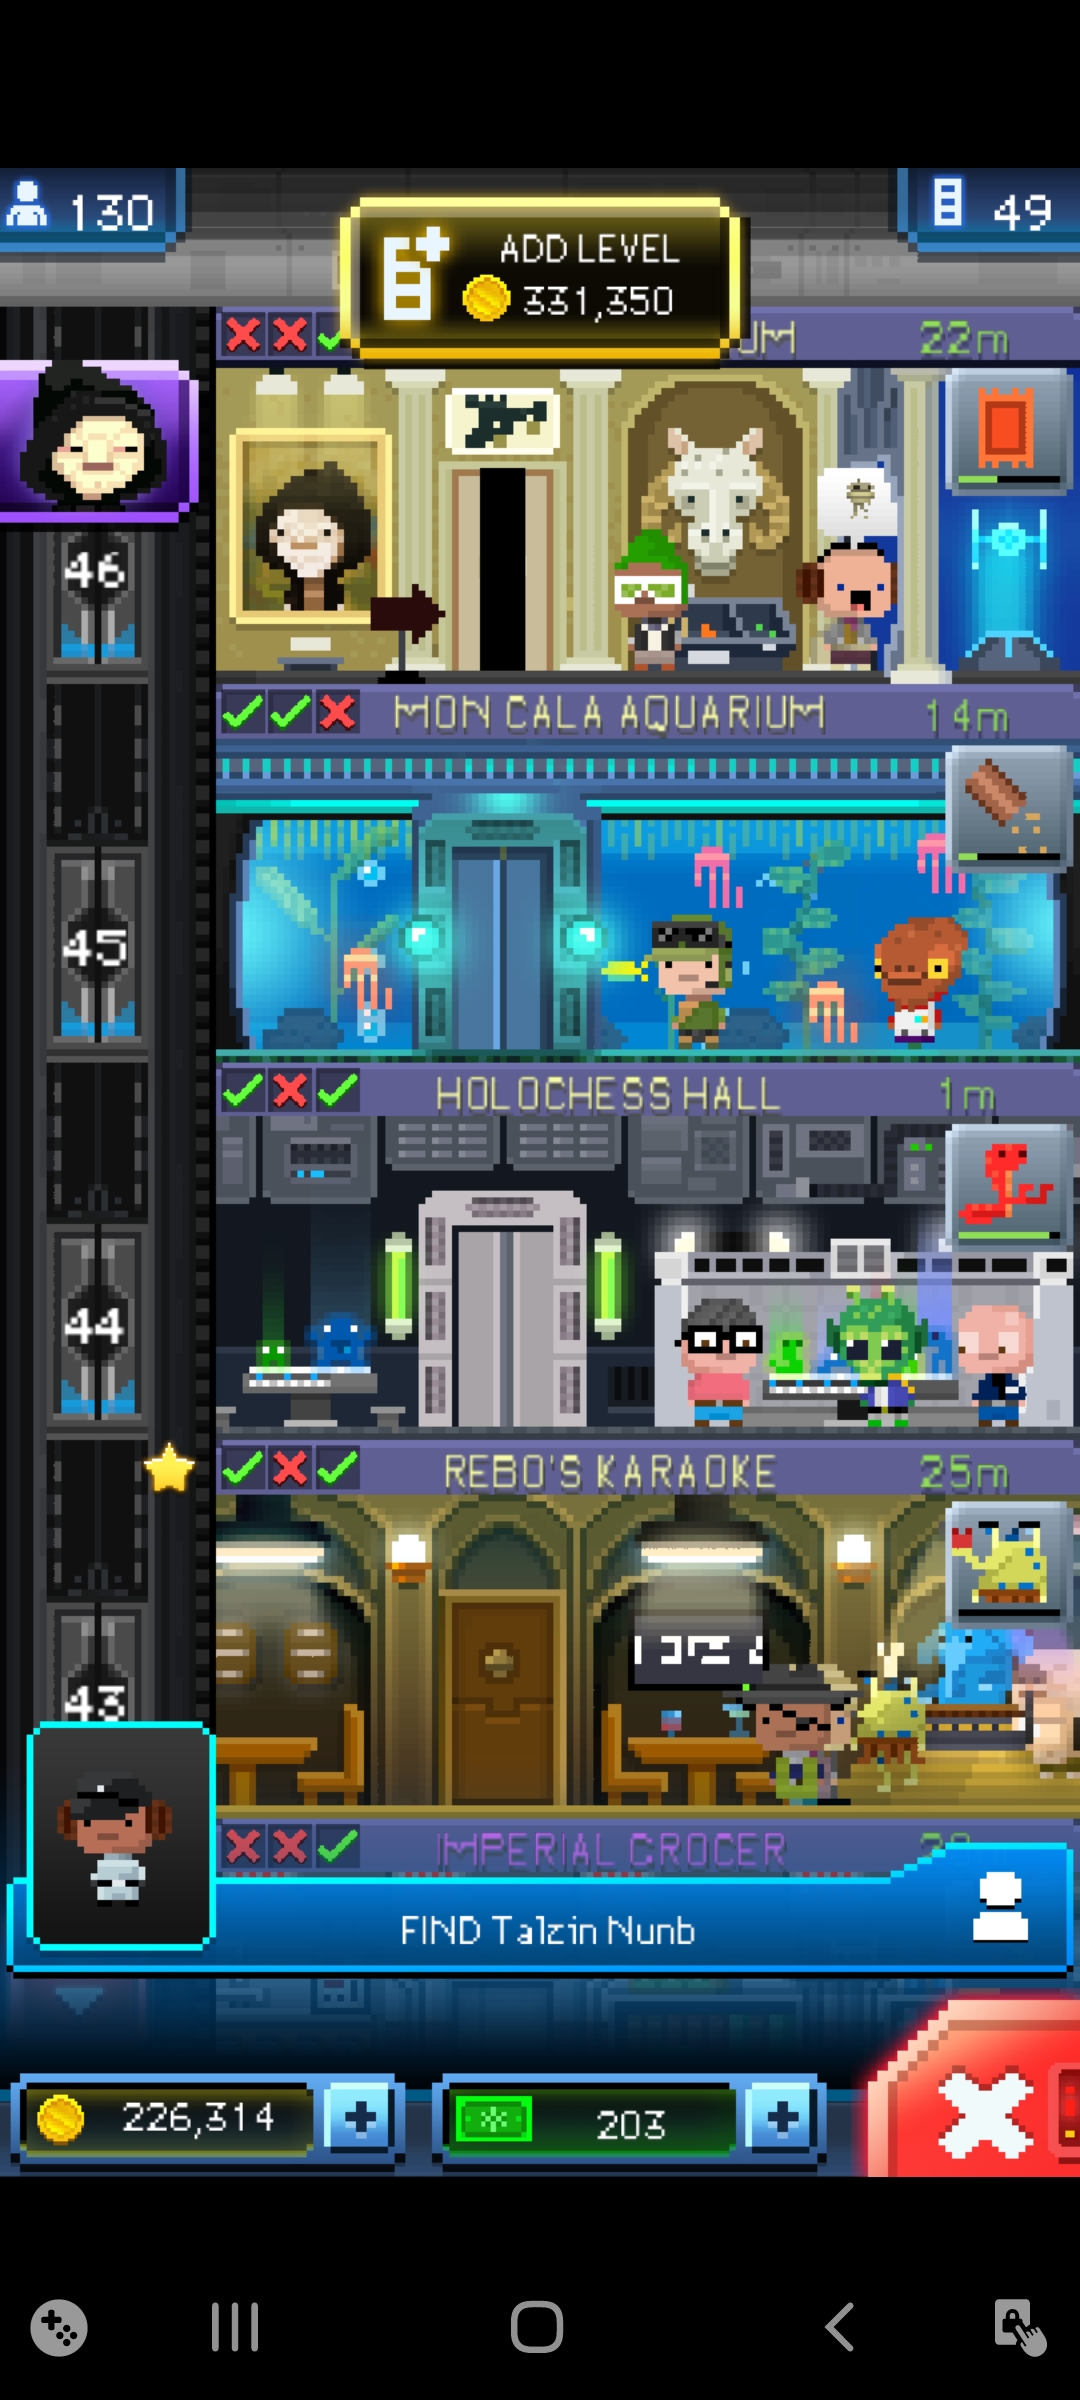 130
49
ADD LEVEL
331,350
UM 22m
46
MON CALA AQUARIUM 14m
45
HOLOCHESS HALL 1m
44
REBO'S KARAOKE 25m
43
IMPERIAL GROCER
FIND Talzin Nunb
226,314
203